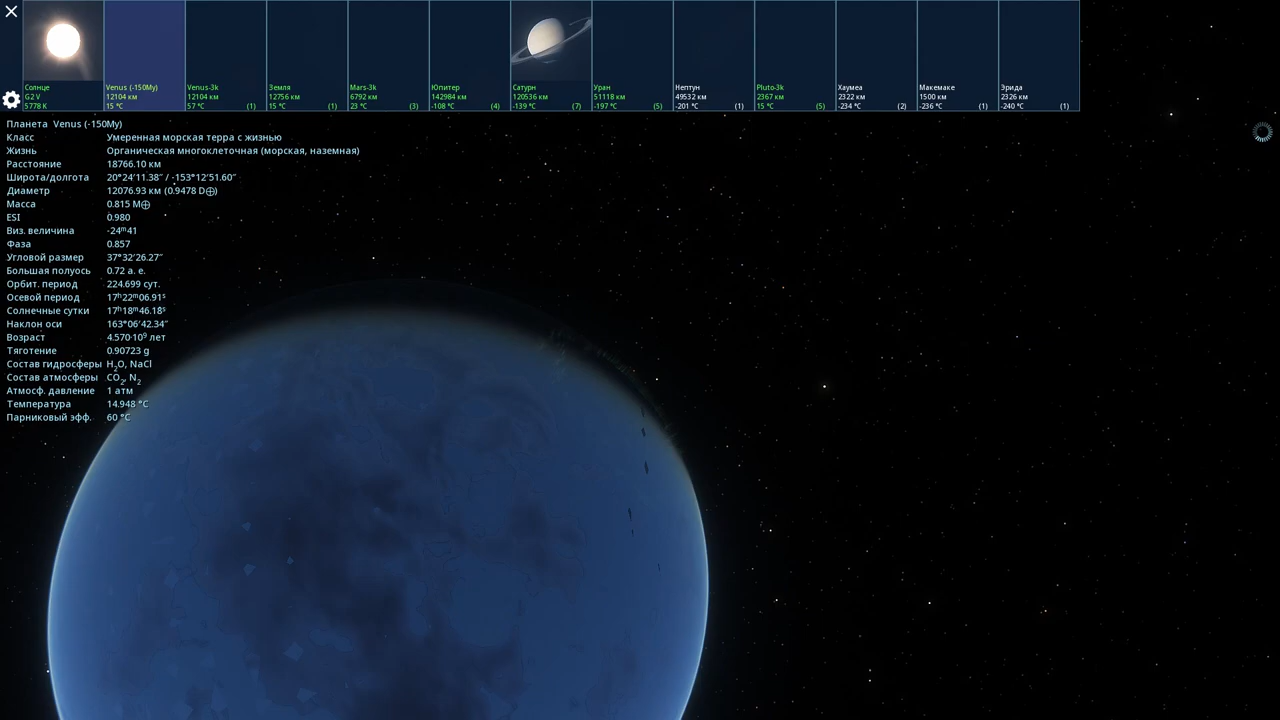 Солнце
G2 V
5778 K
Venus (-150My)
12104 км
15 °C
Venus-3k
12104 км
57 °C (1)
Земля
12756 км
15 °C (1)
Mars-3k
6792 км
23 °C (3)
Юпитер
142984 км
-108 °C (4)
Сатурн
120536 км
-139 °C (7)
Уран
51118 км
-197 °C (5)
Нептун
49532 км
-201 °C (1)
Pluto-3k
2367 км
15 °C (5)
Хаумеа
2322 км
-234 °C (2)
Макемаке
1500 км
-236 °C (1)
Эрида
2326 км
-240 °C (1)
Планета Venus (-150My)
Класс Умеренная морская терра с жизнью
Жизнь Органическая многоклеточная (морская, наземная)
Расстояние 18766.10 км
Широта/долгота 20°24′11.38″ / -153°12′51.60″
Диаметр 12076.93 км (0.9478 D⊕)
Масса 0.815 M⊕
ESI 0.980
Виз. величина -24ᵐ41
Фаза 0.857
Угловой размер 37°32′26.27″
Большая полуось 0.72 а. е.
Орбит. период 224.699 сут.
Осевой период 17ʰ22ᵐ06.91ˢ
Солнечные сутки 17ʰ18ᵐ46.18ˢ
Наклон оси 163°06′42.34″
Возраст 4.570·10⁹ лет
Тяготение 0.90723 g
Состав гидросферы H₂O, NaCl
Состав атмосферы CO₂, N₂
Атмосф. давление 1 атм
Температура 14.948 °C
Парниковый эфф. 60 °C